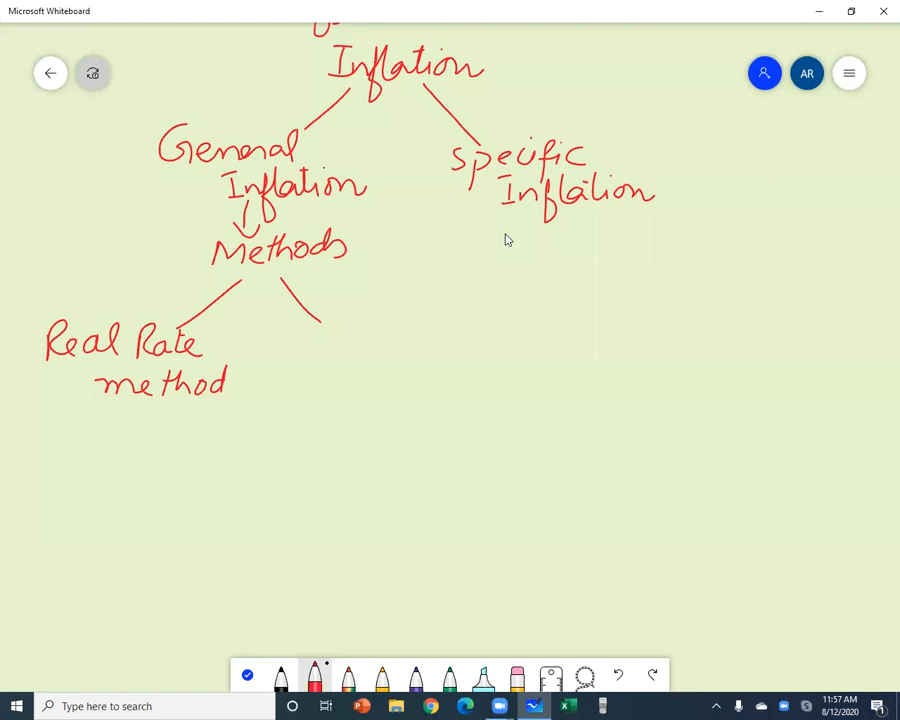 Microsoft Whiteboard
AR
Inflation
General
Inflation
Specific
Inflation
Methods
Real Rate
method
Type here to search
11:57 AM
8/12/2020